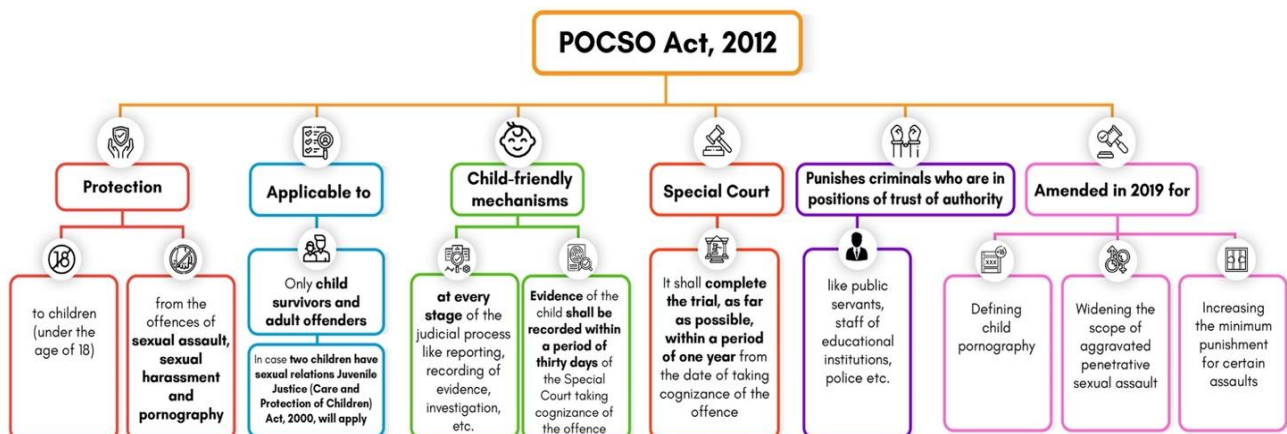 POCSO Act, 2012
Protection
to children
(under the
age of 18)
from the
offences of
sexual assault,
sexual
harassment
and
pornography
Applicable to
Only child
survivors and
adult offenders
In case two children have
sexual relations Juvenile
Justice (Care and
Protection of Children)
Act, 2000, will apply
Child-friendly
mechanisms
at every
stage of the
judicial process
like reporting,
recording of
evidence,
investigation,
etc.
Evidence of the
child shall be
recorded within
a period of
thirty days of
the Special
Court taking
cognizance of
the offence
Special Court
It shall complete
the trial, as far
as possible,
within a period
of one year from
the date of taking
cognizance of the
offence
Punishes criminals who are in
positions of trust of authority
like public
servants,
staff of
educational
institutions,
police etc.
Amended in 2019 for
Defining
child
pornography
Widening the
scope of
aggravated
penetrative
sexual assault
Increasing
the minimum
punishment
for certain
assaults
18
XXX